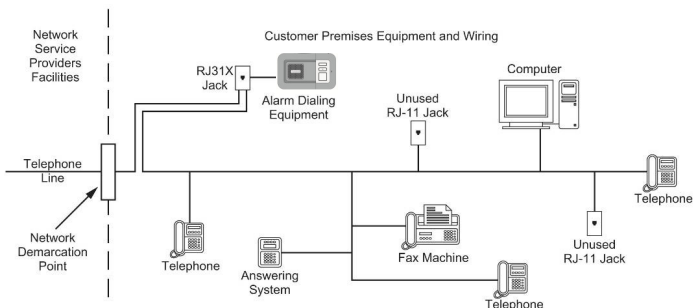 Network
Service
Providers
Facilities
Customer Premises Equipment and Wiring
RJ31X
Jack
Alarm Dialing
Equipment
Unused
RJ-11 Jack
Computer
Telephone
Line
Telephone
Network
Demarcation
Point
Telephone
Answering
System
Fax Machine
Unused
RJ-11 Jack
Telephone